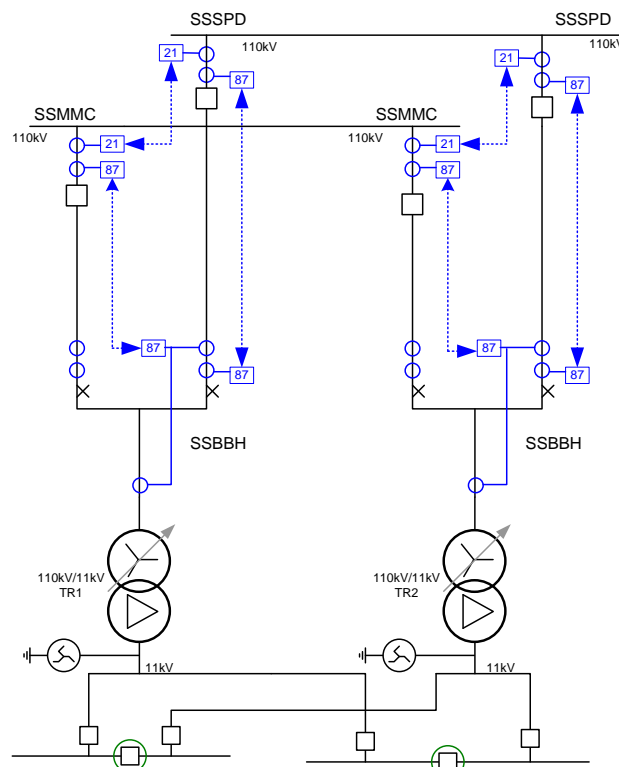 SSSPD
SSSPD
110kV
110kV
21
21
87
87
SSMMC
SSMMC
110kV
110kV
21
21
87
87
87
87
87
87
SSBBH
SSBBH
110kV/11kV
TR1
110kV/11kV
TR2
11kV
11kV